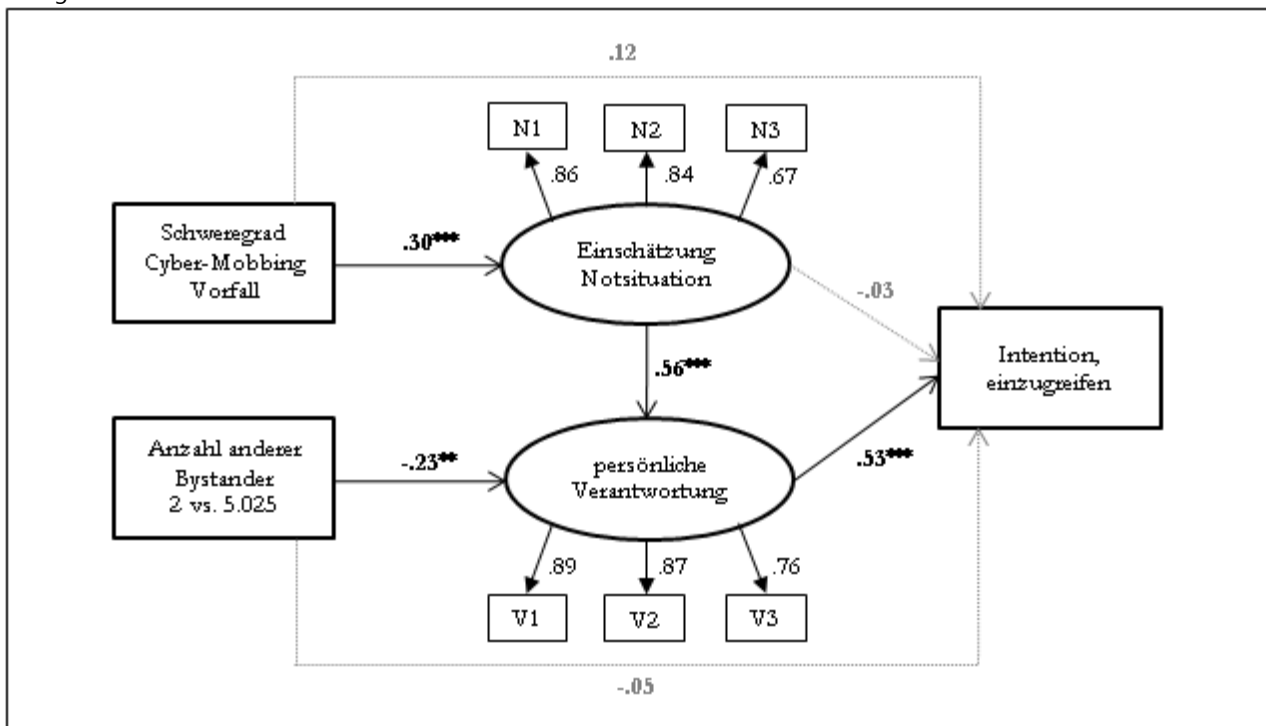 .12
N1
N2
N3
.86
.84
.67
Schweregrad
Cyber-Mobbing
Vorfall
.30***
Einschätzung
Notsituation
-.03
Intention,
einzugreifen
.56***
Anzahl anderer
Bystander
2 vs. 5.025
-.23**
persönliche
Verantwortung
.53***
.89
.87
.76
V1
V2
V3
-.05